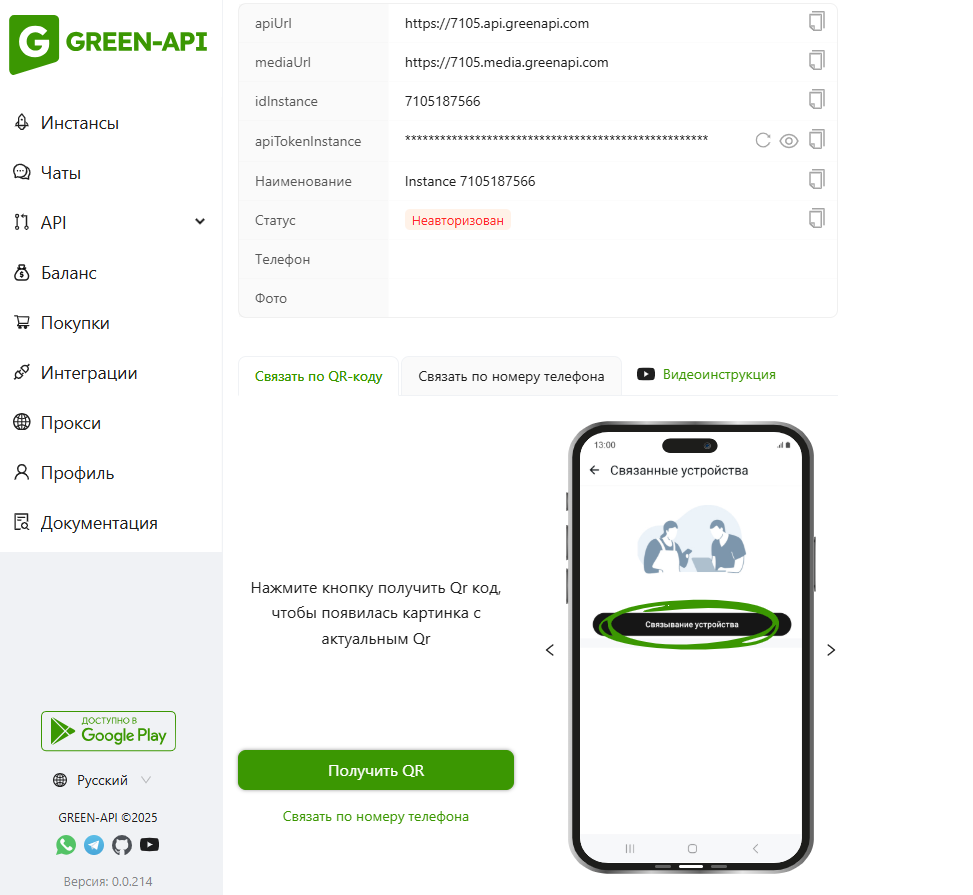 GREEN-API
Инстансы
Чаты
API
Баланс
Покупки
Интеграции
Прокси
Профиль
Документация
ДОСТУПНО В
Google Play
Русский
GREEN-API ©2025
Версия: 0.0.214
apiUrl https://7105.api.greenapi.com
mediaUrl https://7105.media.greenapi.com
idInstance 7105187566
apiTokenInstance **************************************************
Наименование Instance 7105187566
Статус Неавторизован
Телефон
Фото
Связать по QR-коду Связать по номеру телефона Видеоинструкция
Нажмите кнопку получить Qr код,
чтобы появилась картинка с
актуальным Qr
Получить QR
Связать по номеру телефона
13:00
Связанные устройства
Связывание устройства